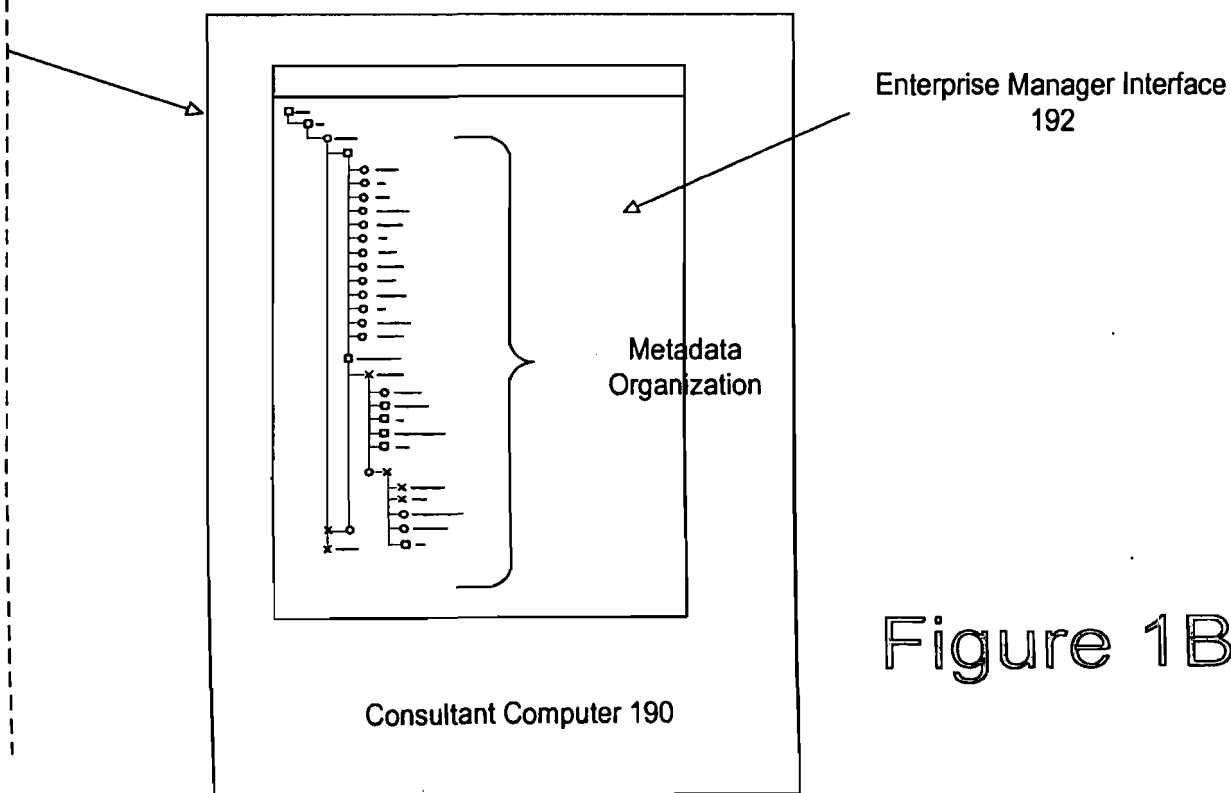 Enterprise Manager Interface
192
Metadata
Organization
Figure 1B
Consultant Computer 190